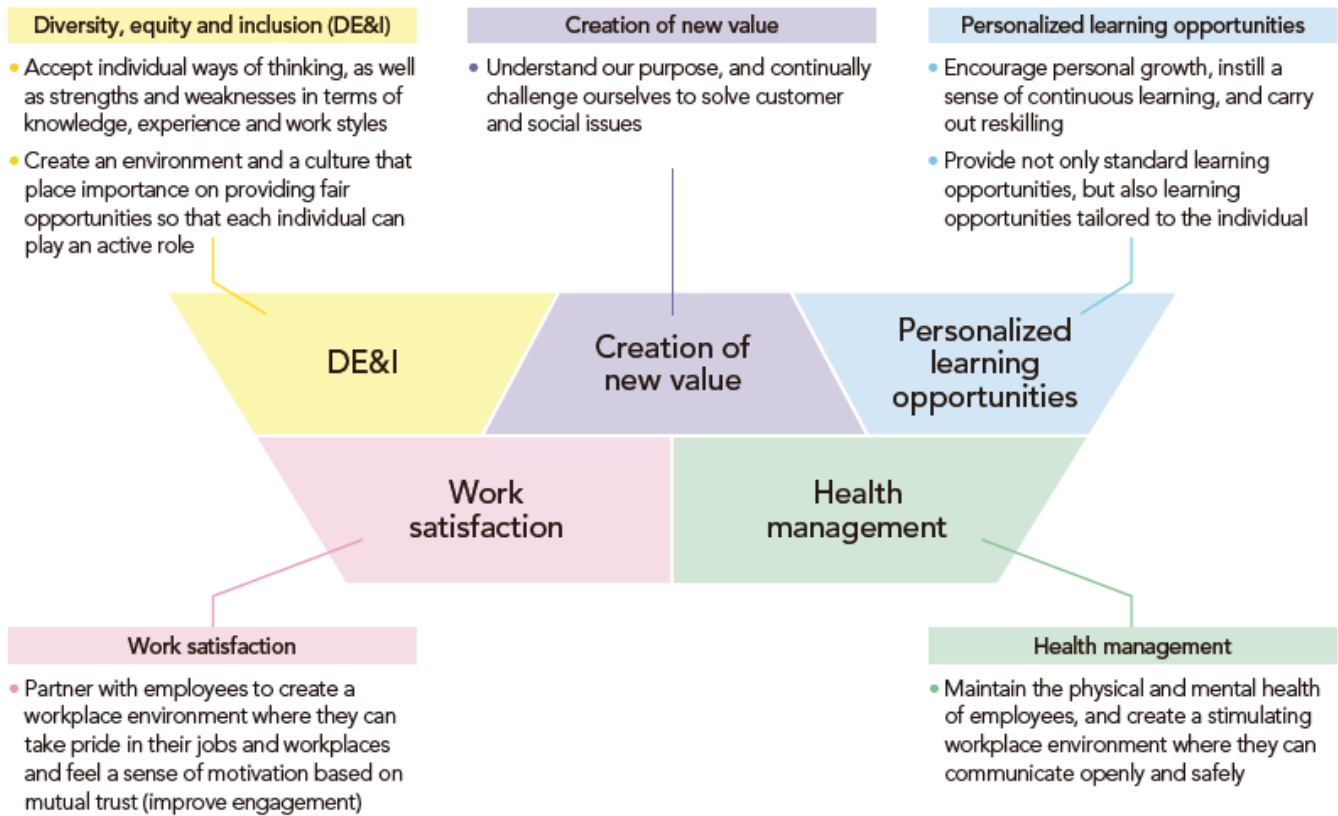 Diversity, equity and inclusion (DE&I)
• Accept individual ways of thinking, as well
as strengths and weaknesses in terms of
knowledge, experience and work styles
• Create an environment and a culture that
place importance on providing fair
opportunities so that each individual can
play an active role
Creation of new value
• Understand our purpose, and continually
challenge ourselves to solve customer
and social issues
Personalized learning opportunities
• Encourage personal growth, instill a
sense of continuous learning, and carry
out reskilling
• Provide not only standard learning
opportunities, but also learning
opportunities tailored to the individual
DE&I
Creation of
new value
Personalized
learning
opportunities
Work
satisfaction
Health
management
Work satisfaction
• Partner with employees to create a
workplace environment where they can
take pride in their jobs and workplaces
and feel a sense of motivation based on
mutual trust (improve engagement)
Health management
• Maintain the physical and mental health
of employees, and create a stimulating
workplace environment where they can
communicate openly and safely